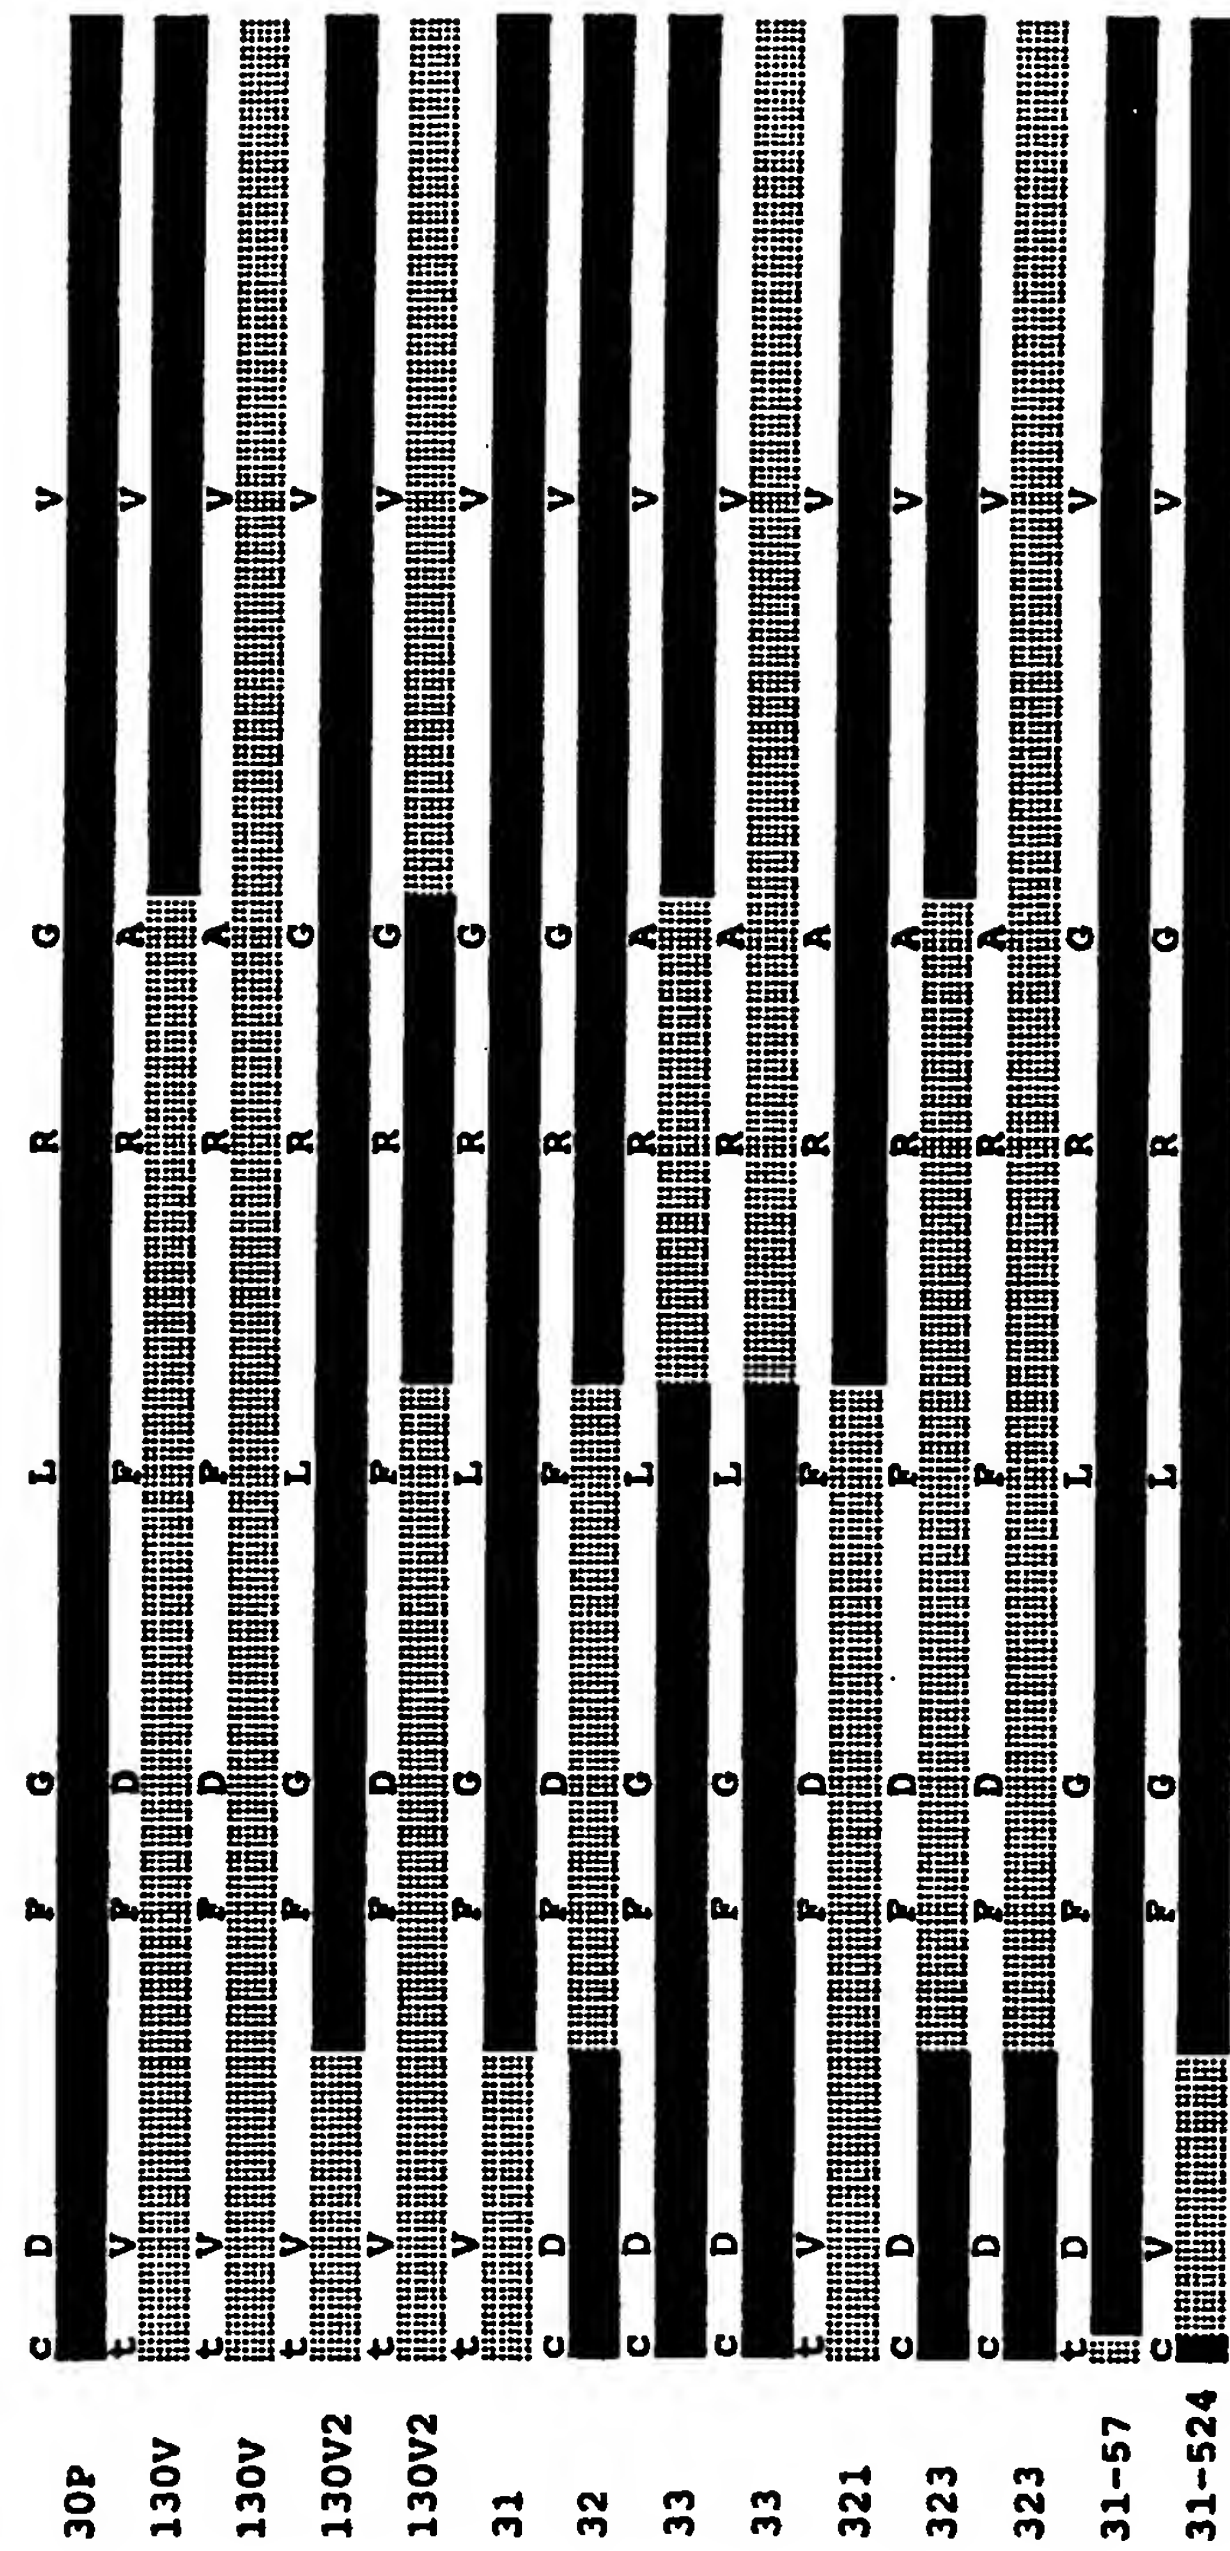 c D F G L R G V
30P
t V F D F R A V
130V
t V F D F R A V
130V
t V F G L R G V
130V2
t V F D F R G V
130V2
t V F G L R G V
31
c D F D F R G V
32
c D F G L R A V
33
c D F G L R A V
33
t V F D F R A V
321
c D F D F R A V
323
c D F D F R A V
323
t D F G L R G V
31-57
c V F G L R G V
31-524